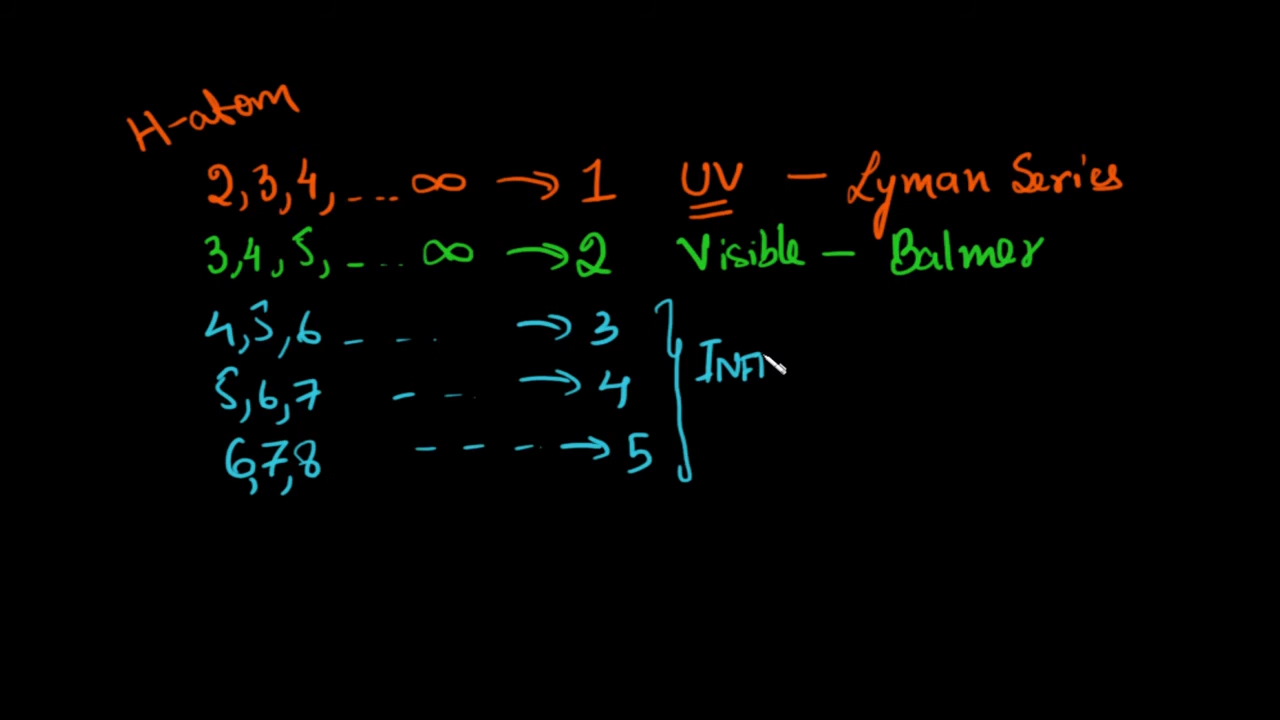 H-atom
2,3,4,--.. ∞ → 1 UV – Lyman Series
3,4,5,-... ∞ → 2 Visible – Balmer
4,5,6 - - - → 3
5,6,7 - - - → 4
6,7,8 - - - - → 5